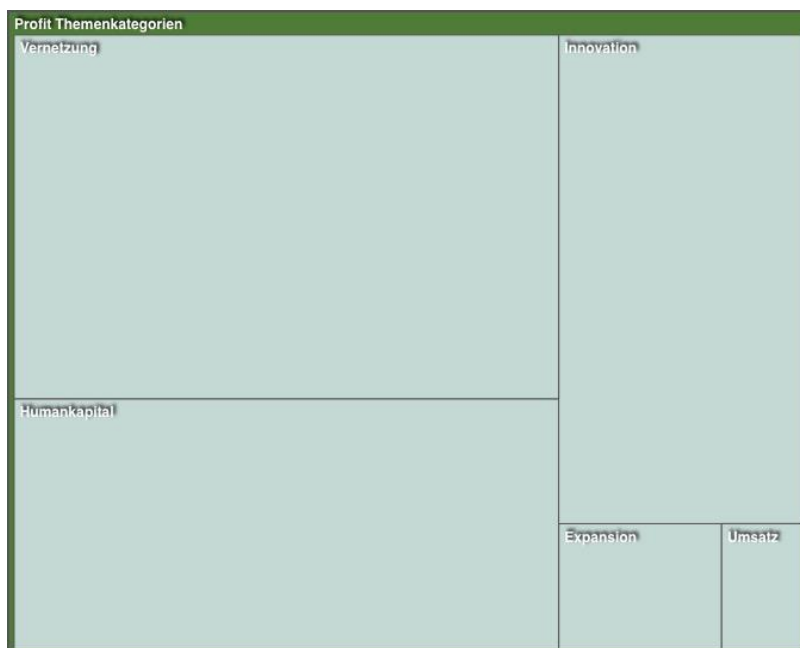 Profit Themenkategorien
Vernetzung
Innovation
Humankapital
Expansion
Umsatz